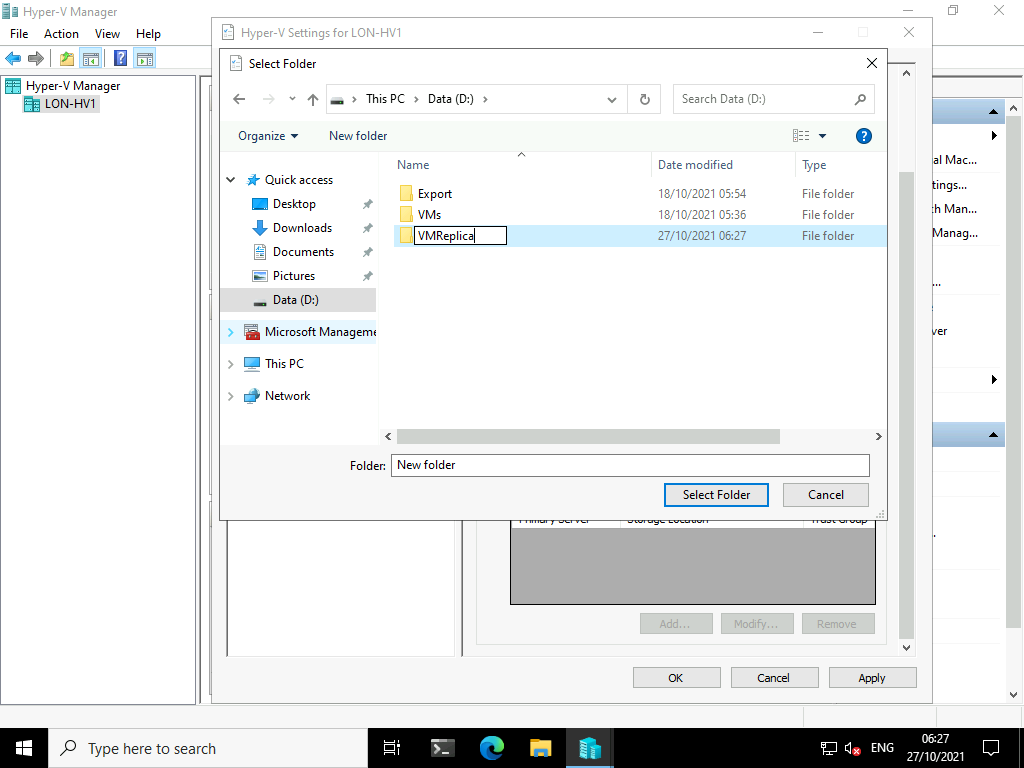 Hyper-V Manager
File Action View Help
Hyper-V Manager
LON-HV1
Hyper-V Settings for LON-HV1
Select Folder
This PC
Data (D:)
Search Data (D:)
Organize
New folder
Name Date modified Type
Quick access
Desktop
Downloads
Documents
Pictures
Data (D:)
Microsoft Manageme
This PC
Network
Export 18/10/2021 05:54 File folder
VMs 18/10/2021 05:36 File folder
VMReplica 27/10/2021 06:27 File folder
Folder: New folder
Select Folder Cancel
Primary Server Storage Location Trust Group
Add... Modify... Remove
OK Cancel Apply
al Mac...
tings...
ch Man...
Manag...
...
ver
Type here to search
ENG
06:27
27/10/2021